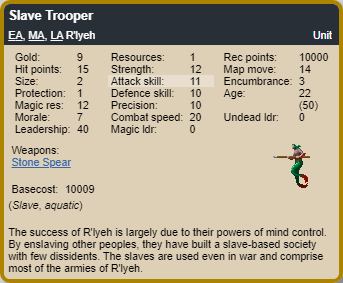 Slave Trooper
EA, MA, LA R'lyeh Unit
Gold: 9 Resources: 1 Rec points: 10000
Hit points: 15 Strength: 12 Map move: 14
Size: 2 Attack skill: 11 Encumbrance: 3
Protection: 1 Defence skill: 10 Age: 22
Magic res: 12 Precision: 10 (50)
Morale: 7 Combat speed: 20 Undead ldr: 0
Leadership: 40 Magic ldr: 0
Weapons:
Stone Spear
Basecost: 10009
(Slave, aquatic)
The success of R'lyeh is largely due to their powers of mind control.
By enslaving other peoples, they have built a slave-based society
with few dissidents. The slaves are used even in war and comprise
most of the armies of R'lyeh.